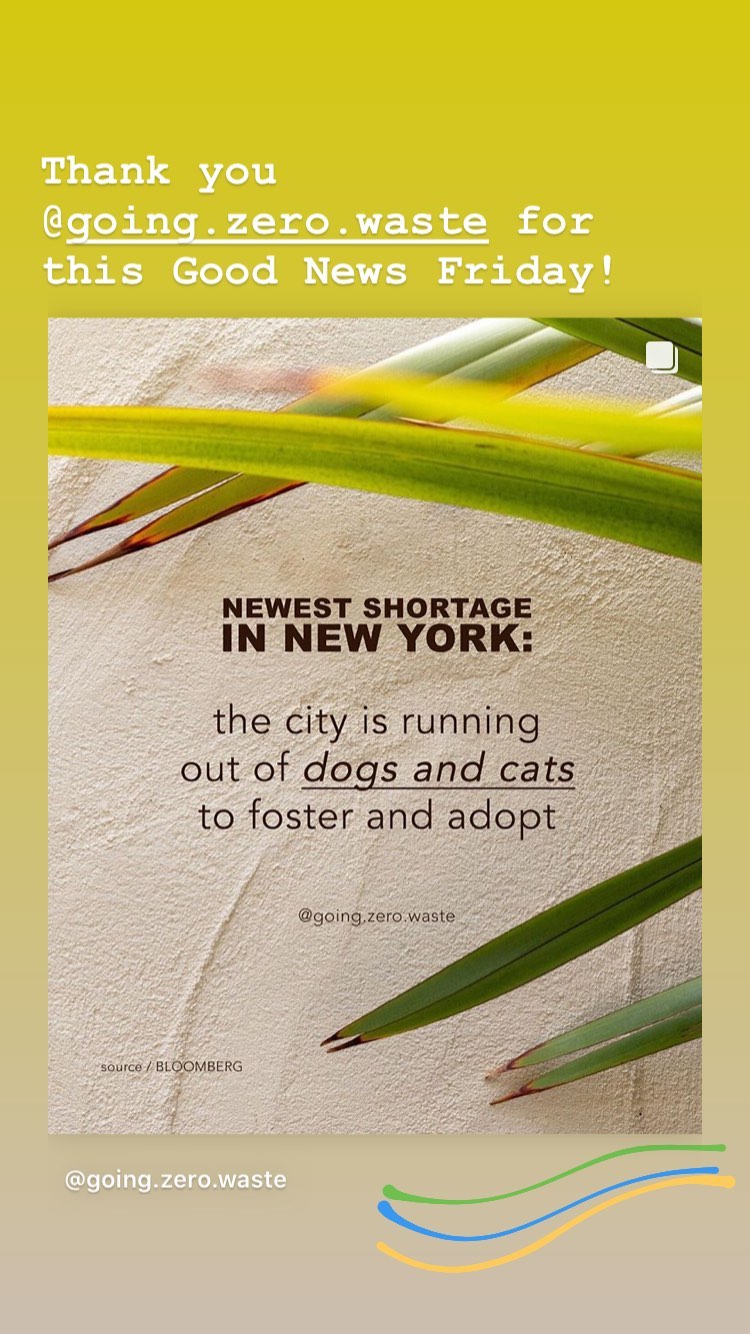 Thank you
@going.zero.waste for
this Good News Friday!
NEWEST SHORTAGE
IN NEW YORK:
the city is running
out of dogs and cats
to foster and adopt
@going.zero.waste
source / BLOOMBERG
@going.zero.waste